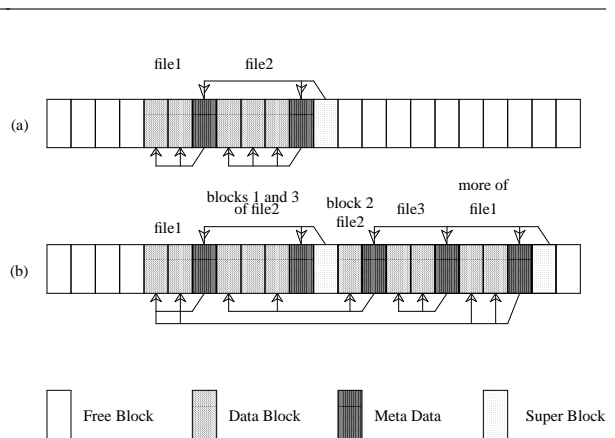 file1 file2
(a)
more of
blocks 1 and 3 block 2
file1 of file2 file2 file3 file1
(b)
Free Block Data Block Meta Data Super Block